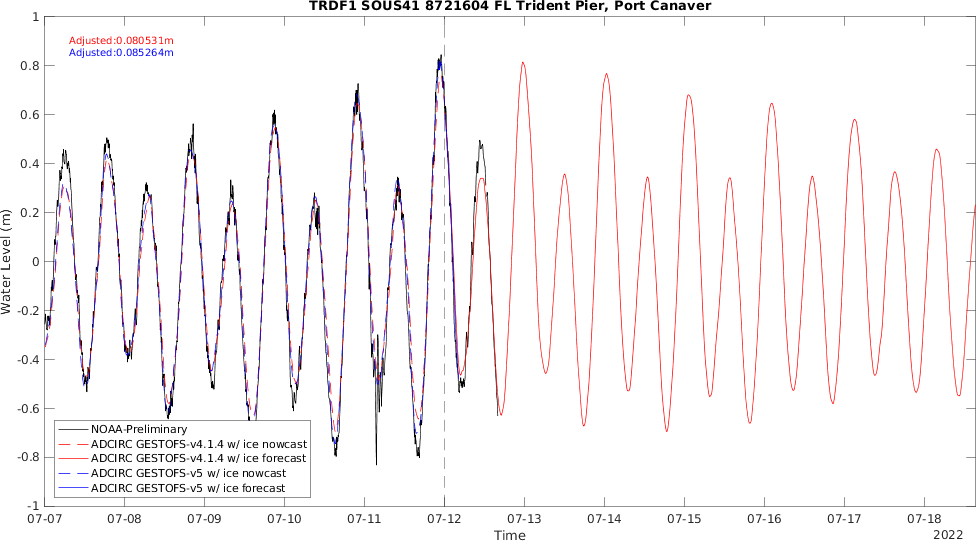 TRDF1 SOUS41 8721604 FL Trident Pier, Port Canaver
Adjusted:0.080531m
Adjusted:0.085264m
1
0.8
0.6
0.4
0.2
0
-0.2
-0.4
-0.6
-0.8
-1
Water Level (m)
NOAA-Preliminary
ADCIRC GESTOFS-v4.1.4 w/ ice nowcast
ADCIRC GESTOFS-v4.1.4 w/ ice forecast
ADCIRC GESTOFS-v5 w/ ice nowcast
ADCIRC GESTOFS-v5 w/ ice forecast
07-07 07-08 07-09 07-10 07-11 07-12 07-13 07-14 07-15 07-16 07-17 07-18
Time
2022